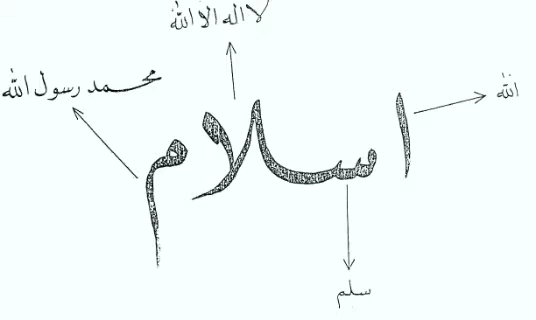 لا اله الا الله
محمد رسول الله
الله
اسلام
سلم